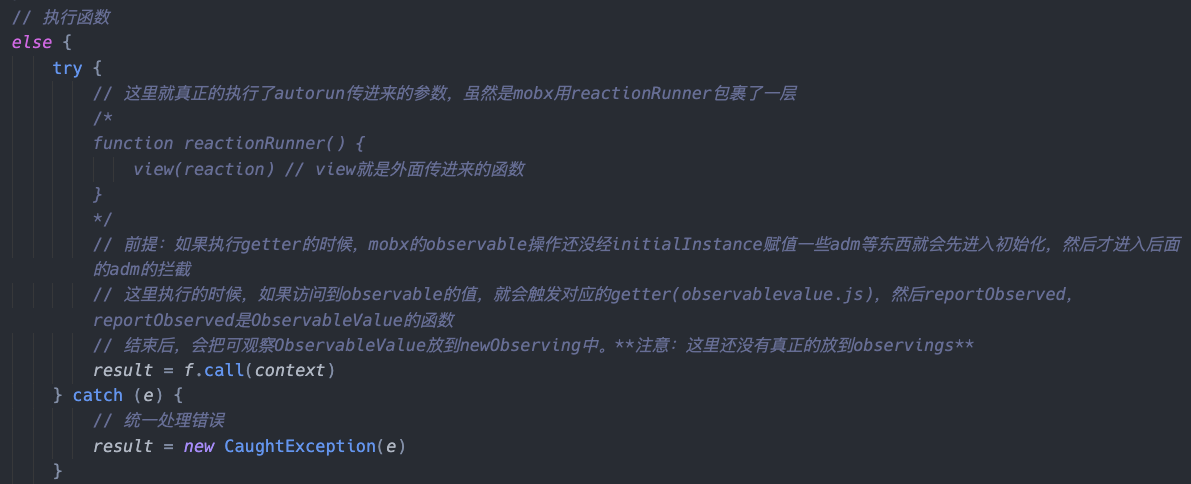 // 执行函数
else {
try {
// 这里就真正的执行了autorun传进来的参数，虽然是mobx用reactionRunner包裹了一层
/*
function reactionRunner() {
view(reaction) // view就是外面传进来的函数
}
*/
// 前提：如果执行getter的时候，mobx的observable操作还没经initialInstance赋值一些adm等东西就会先进入初始化，然后才进入后面
的adm的拦截
// 这里执行的时候，如果访问到observable的值，就会触发对应的getter(observablevalue.js)，然后reportObserved，
reportObserved是ObservableValue的函数
// 结束后，会把可观察ObservableValue放到newObserving中。**注意：这里还没有真正的放到observings**
result = f.call(context)
} catch (e) {
// 统一处理错误
result = new CaughtException(e)
}